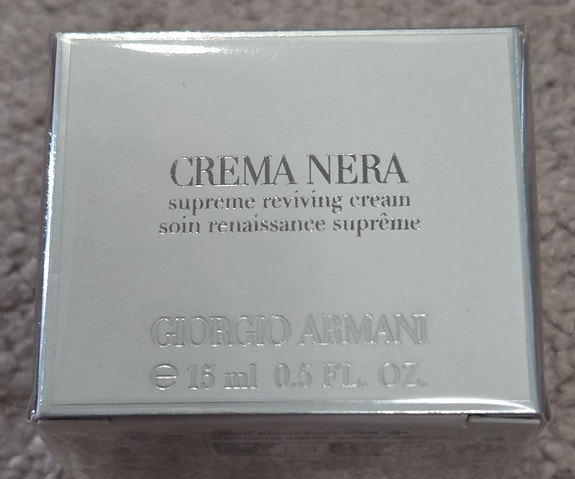 CREMA NERA
supreme reviving cream
soin renaissance suprême
GIORGIO ARMANI
℮ 15 ml 0.5 FL. OZ.